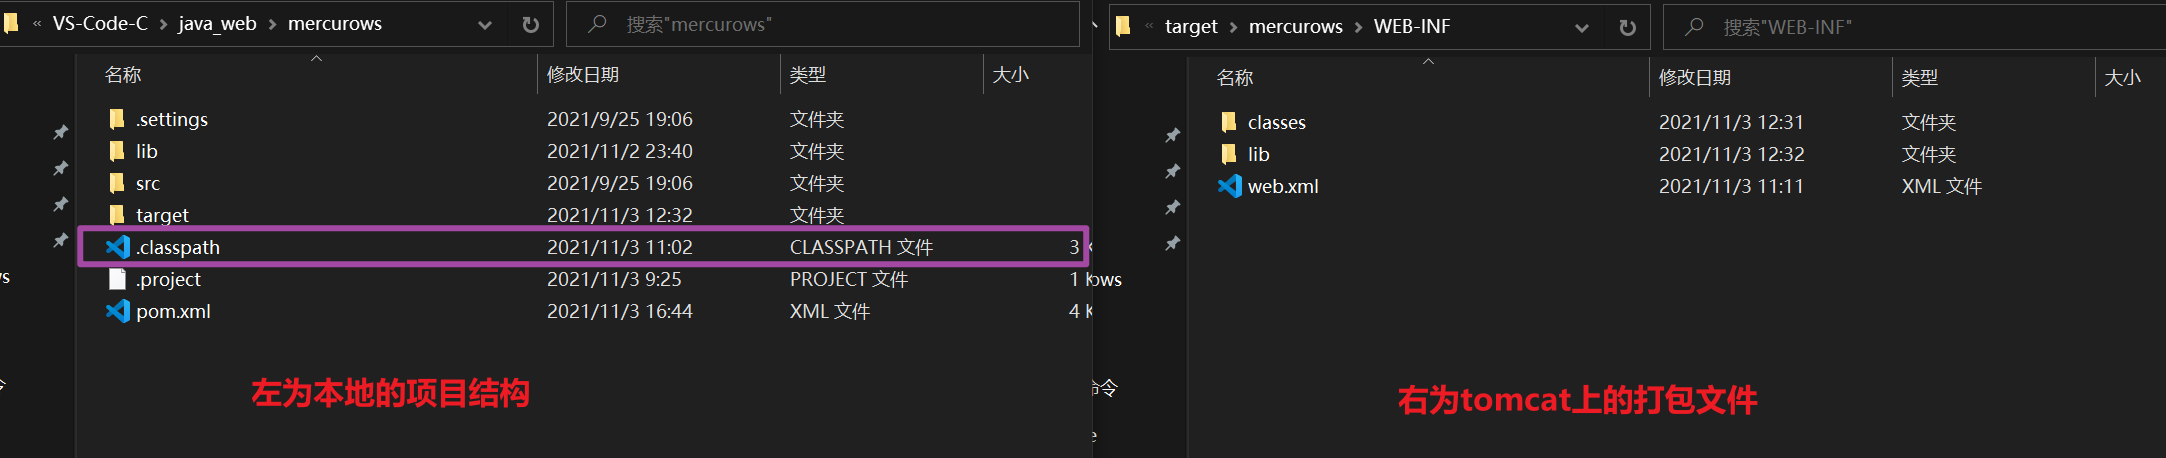 « VS-Code-C > java_web > mercurows
搜索"mercurows"
名称 修改日期 类型 大小
.settings 2021/9/25 19:06 文件夹
lib 2021/11/2 23:40 文件夹
src 2021/9/25 19:06 文件夹
target 2021/11/3 12:32 文件夹
.classpath 2021/11/3 11:02 CLASSPATH 文件 3 K
.project 2021/11/3 9:25 PROJECT 文件 1 K
pom.xml 2021/11/3 16:44 XML 文件 4 K
左为本地的项目结构
« target > mercurows > WEB-INF
搜索"WEB-INF"
名称 修改日期 类型 大小
classes 2021/11/3 12:31 文件夹
lib 2021/11/3 12:32 文件夹
web.xml 2021/11/3 11:11 XML 文件
ows
令
e
右为tomcat上的打包文件